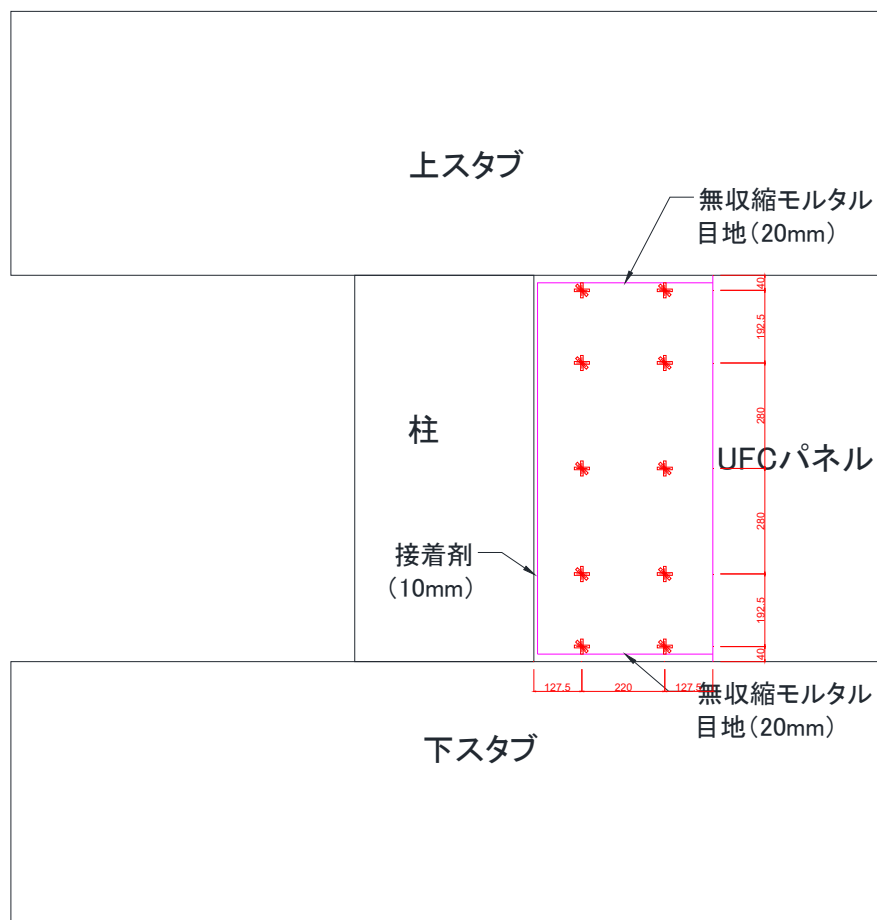 上スタブ
無収縮モルタル
目地(20mm)
40
192.5
280
柱
UFCパネル
280
接着剤
(10mm)
192.5
40
127.5
220
127.5
無収縮モルタル
目地(20mm)
下スタブ